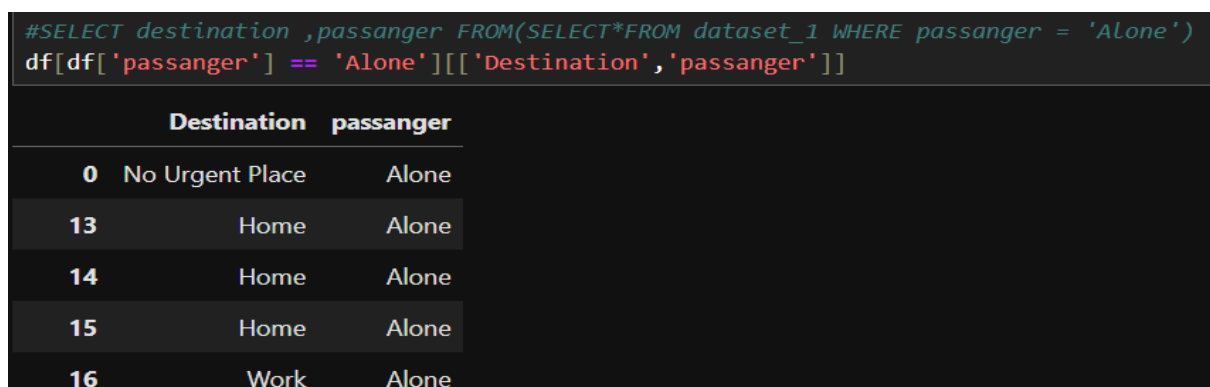 #SELECT destination ,passanger FROM(SELECT*FROM dataset_1 WHERE passanger = 'Alone')
df[df['passanger'] == 'Alone'][['Destination','passanger']]
Destination passanger
0 No Urgent Place Alone
13 Home Alone
14 Home Alone
15 Home Alone
16 Work Alone